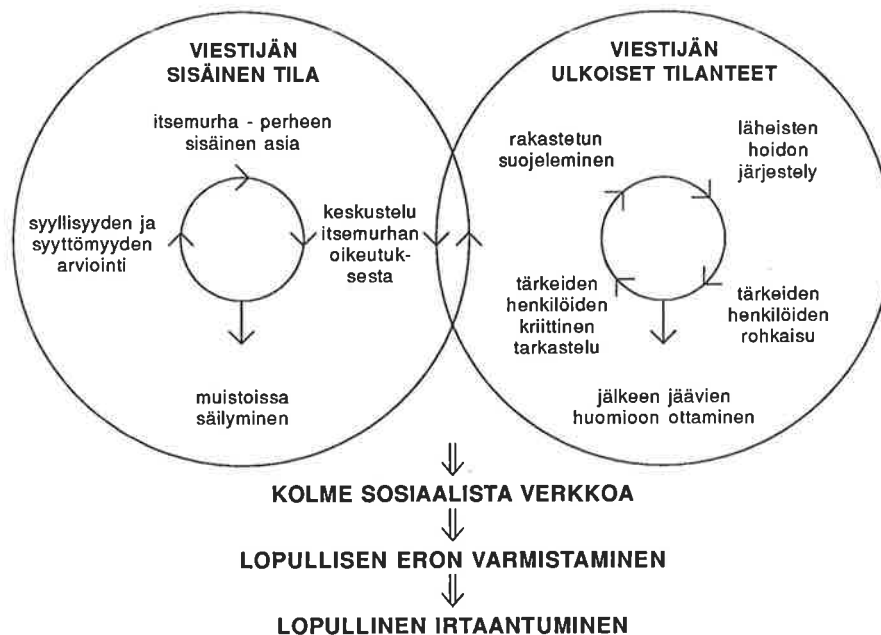 VIESTIJÄN
SISÄINEN TILA
itsemurha - perheen
sisäinen asia
syyllisyyden ja
syyttömyyden
arviointi
keskustelu
itsemurhan
oikeutuk-
sesta
muistoissa
säilyminen
VIESTIJÄN
ULKOISET TILANTEET
rakastetun
suojeleminen
läheisten
hoidon
järjestely
tärkeiden
henkilöiden
kriittinen
tarkastelu
tärkeiden
henkilöiden
rohkaisu
jälkeen jäävien
huomioon ottaminen
KOLME SOSIAALISTA VERKKOA
LOPULLISEN ERON VARMISTAMINEN
LOPULLINEN IRTAANTUMINEN